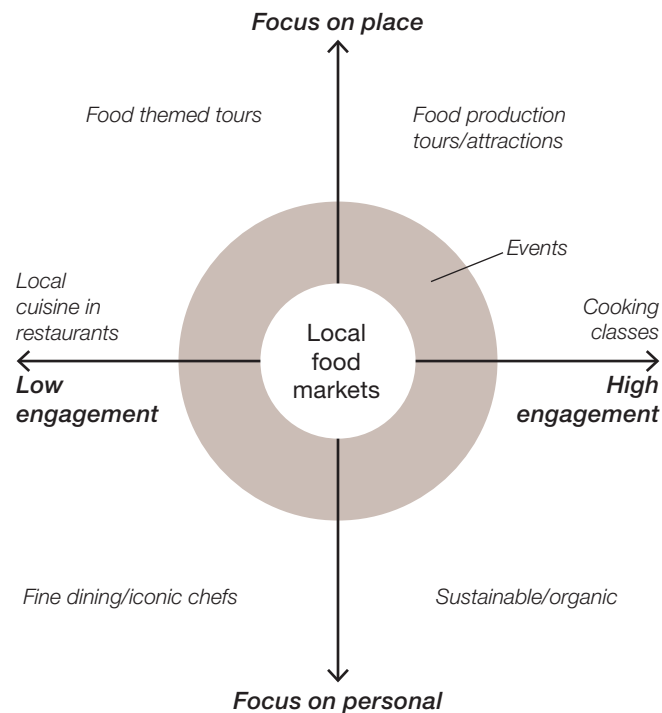 Focus on place
Food themed tours
Food production
tours/attractions
Events
Local
cuisine in
restaurants
Local
food
markets
Cooking
classes
Low
engagement
High
engagement
Fine dining/iconic chefs
Sustainable/organic
Focus on personal